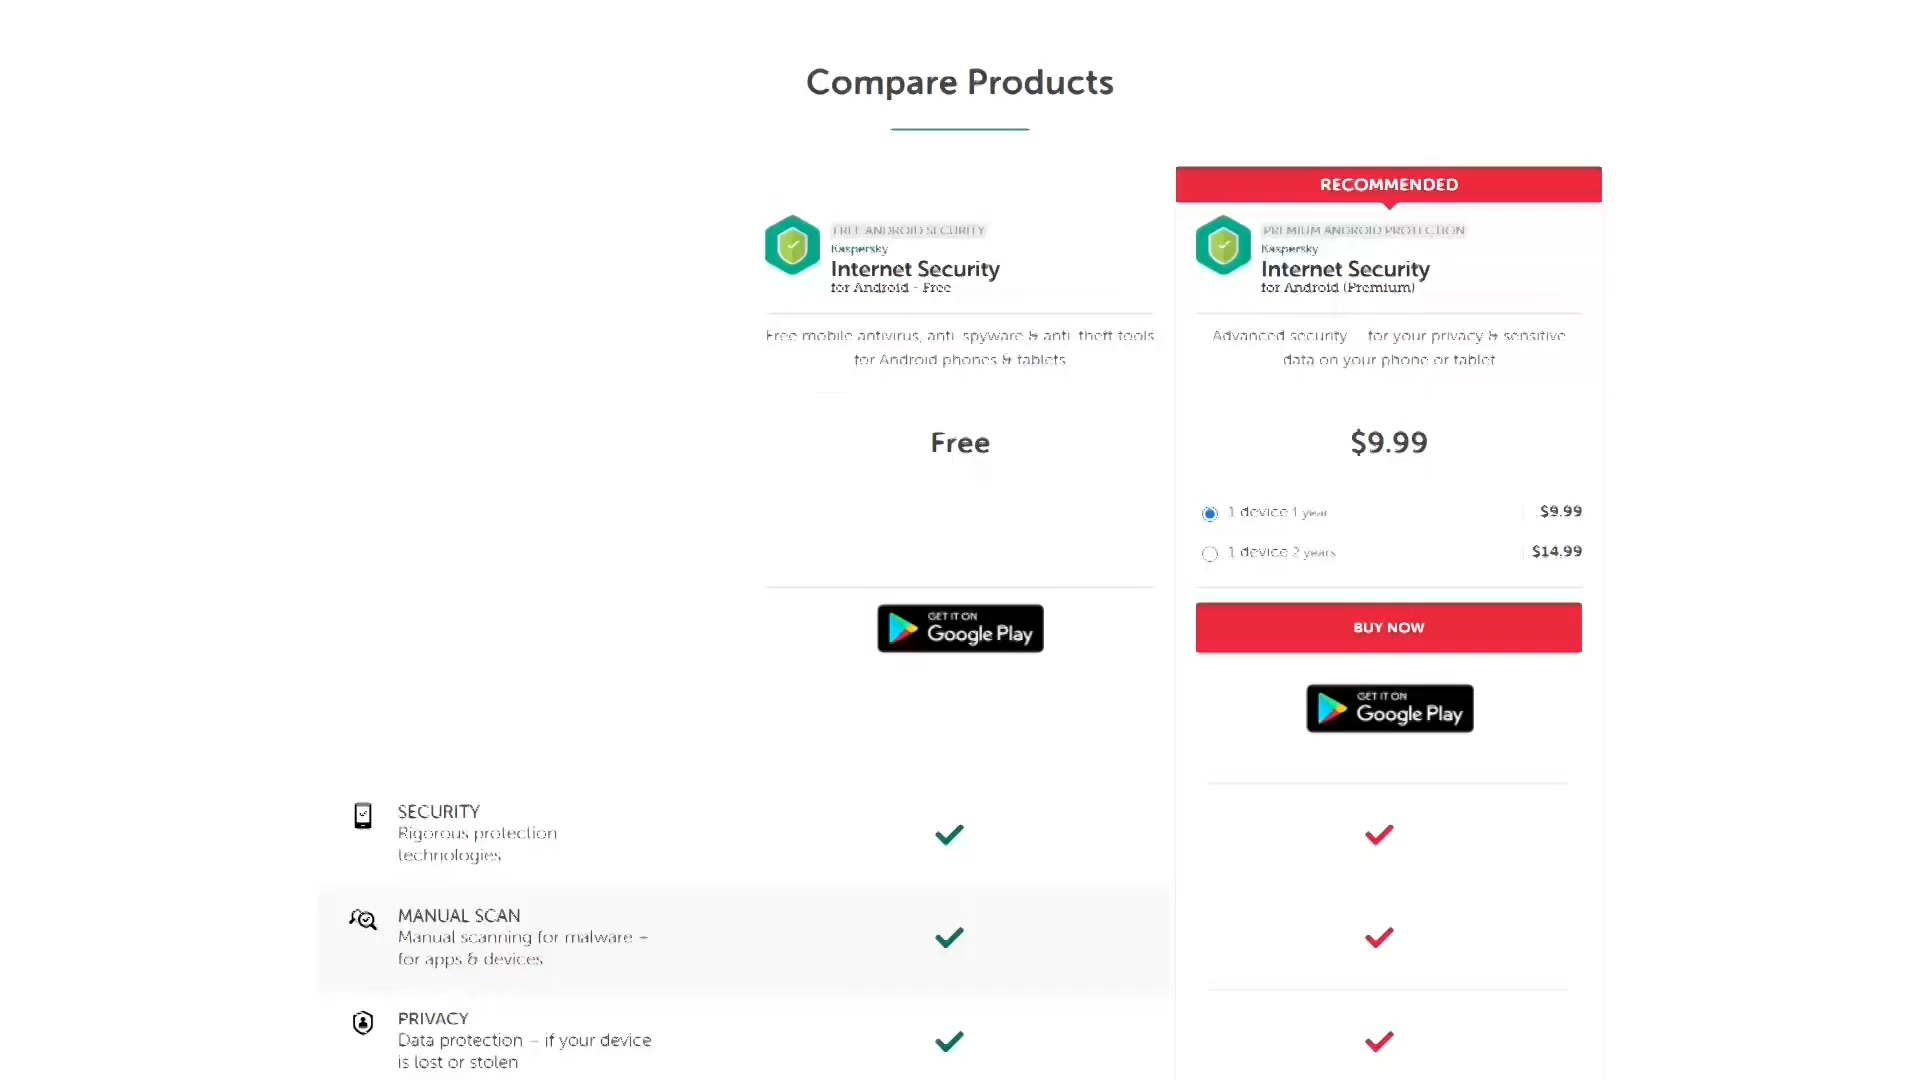 Compare Products
RECOMMENDED
FREE ANDROID SECURITY
Kaspersky
Internet Security
for Android - Free
Free mobile antivirus, anti-spyware & anti-theft tools
for Android phones & tablets
Free
GET IT ON
Google Play
PREMIUM ANDROID PROTECTION
Kaspersky
Internet Security
for Android (Premium)
Advanced security – for your privacy & sensitive
data on your phone or tablet
$9.99
1 device 1 year $9.99
1 device 2 years $14.99
BUY NOW
GET IT ON
Google Play
SECURITY
Rigorous protection
technologies
MANUAL SCAN
Manual scanning for malware –
for apps & devices
PRIVACY
Data protection – if your device
is lost or stolen